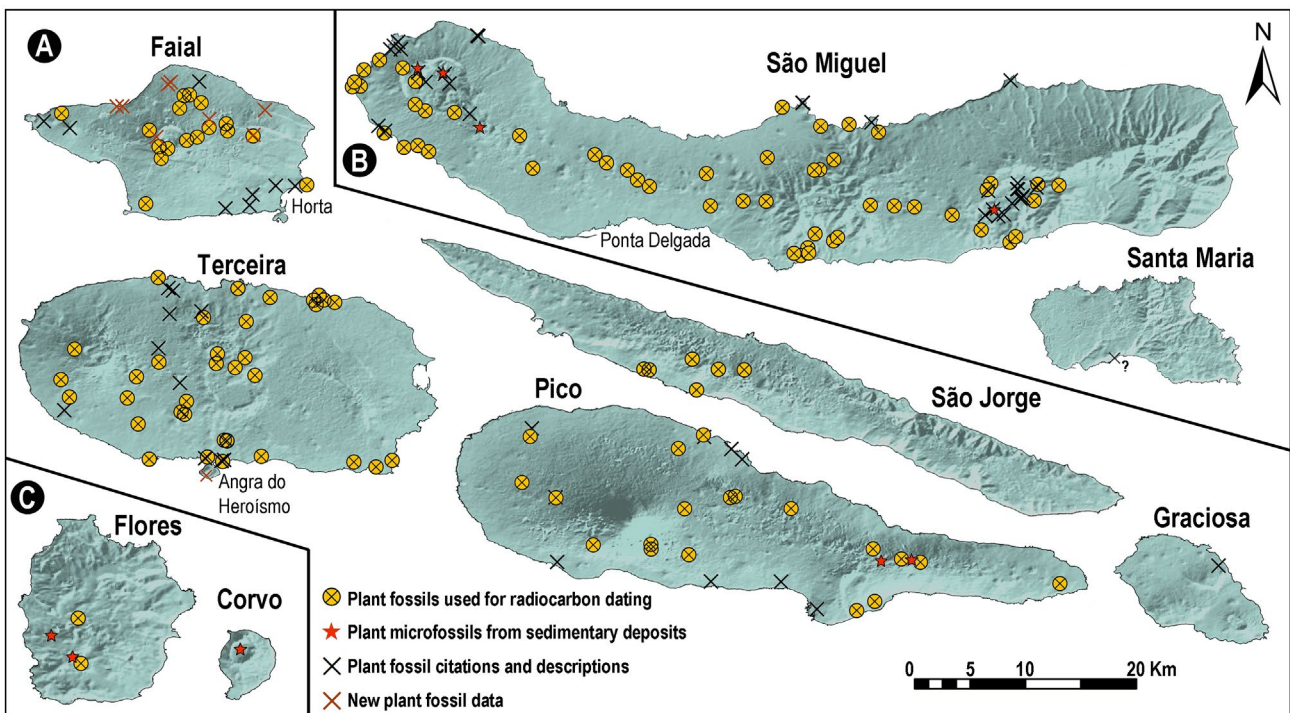 A
Faial
Horta
N
São Miguel
B
Ponta Delgada
Santa Maria
?
Terceira
Angra do
Heroísmo
São Jorge
Pico
Graciosa
C
Flores
Corvo
Plant fossils used for radiocarbon dating
Plant microfossils from sedimentary deposits
Plant fossil citations and descriptions
New plant fossil data
0 5 10 20 Km